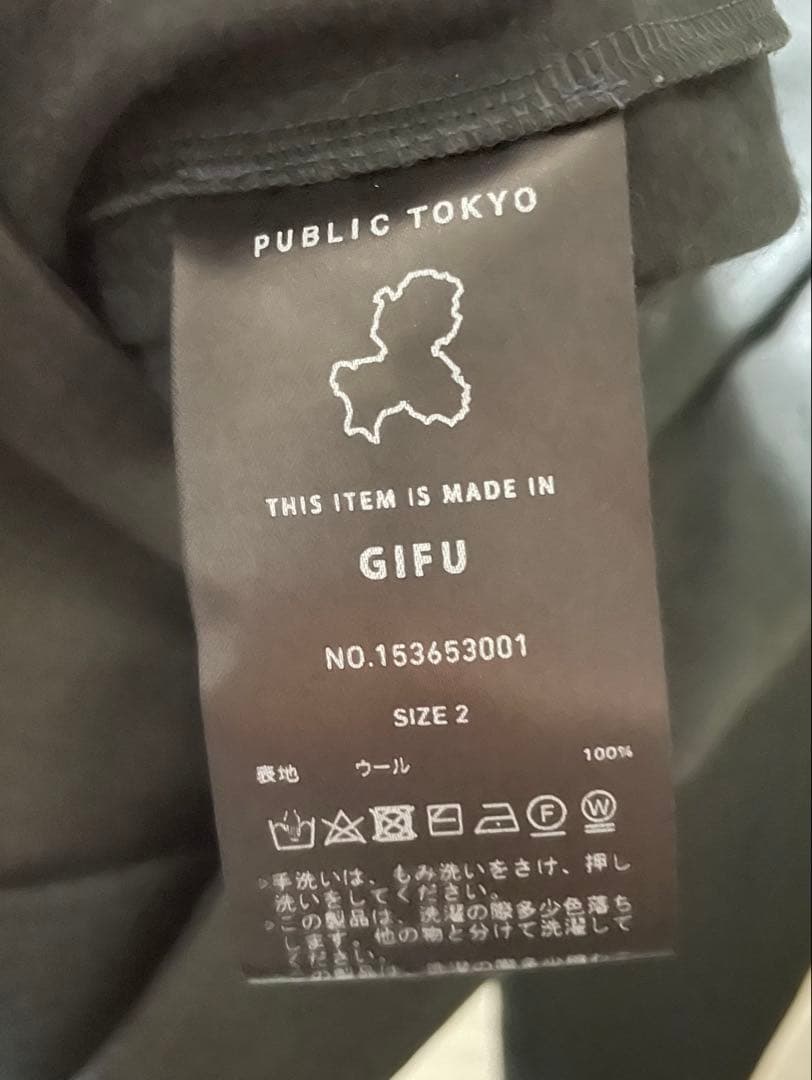 PUBLIC TOKYO
THIS ITEM IS MADE IN
GIFU
NO.153653001
SIZE 2
表地 ウール 100%
F W
◦手洗いは、もみ洗いをさけ、押し
洗いをしてください。
◦この製品は、洗濯の際多少色落ち
します。他の物と分けて洗濯して
ください。